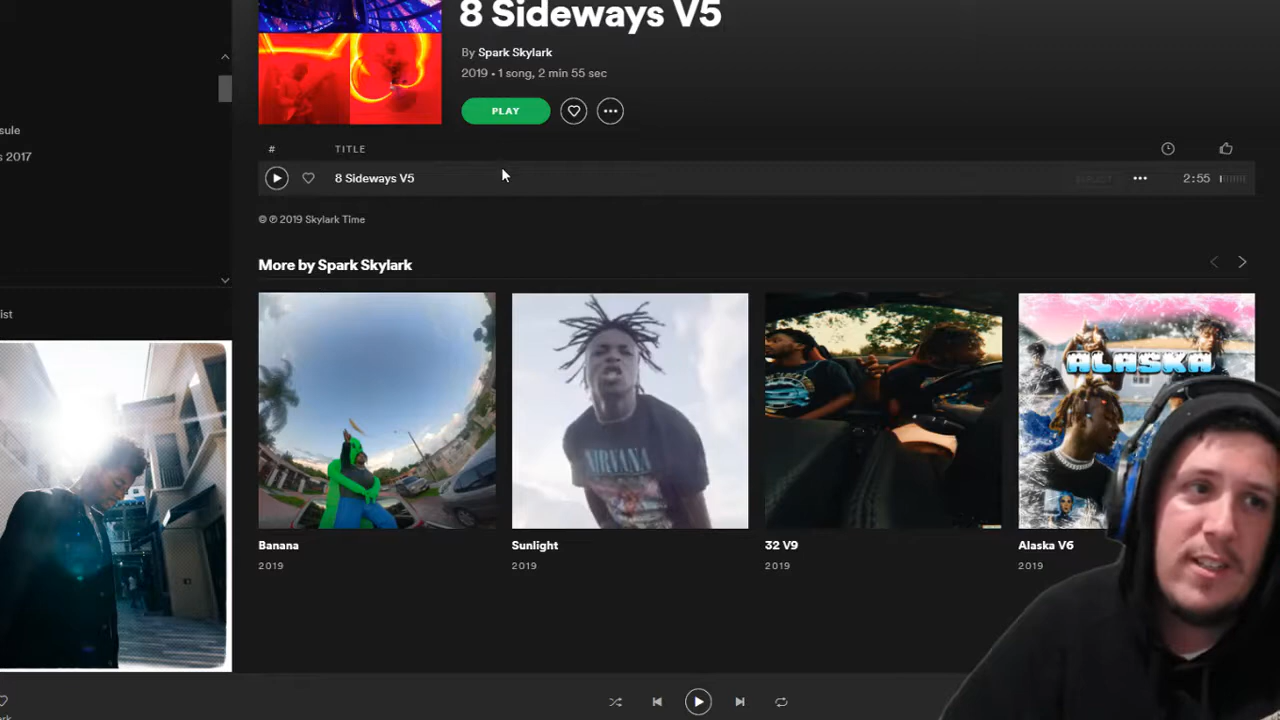 8 Sideways V5
By Spark Skylark
2019 • 1 song, 2 min 55 sec
PLAY
sule
s 2017
# TITLE
8 Sideways V5 EXPLICIT 2:55
© ℗ 2019 Skylark Time
More by Spark Skylark
ist
NIRVANA
ALASKA
Banana
2019
Sunlight
2019
32 V9
2019
Alaska V6
2019